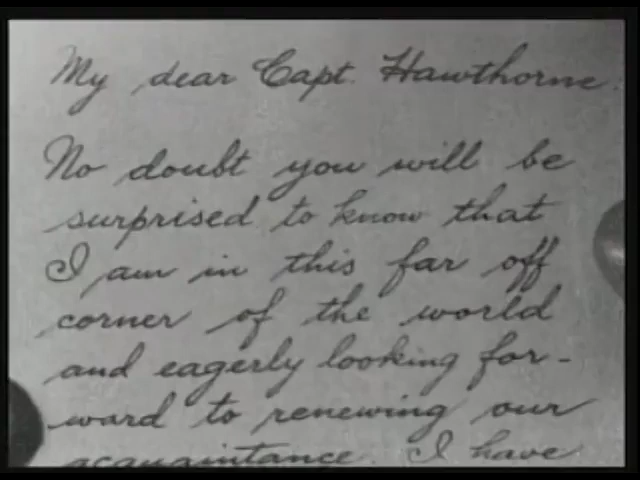 My dear Capt. Hawthorne.
No doubt you will be
surprised to know that
I am in this far off
corner of the world
and eagerly looking for-
ward to renewing our
acquaintance. I have